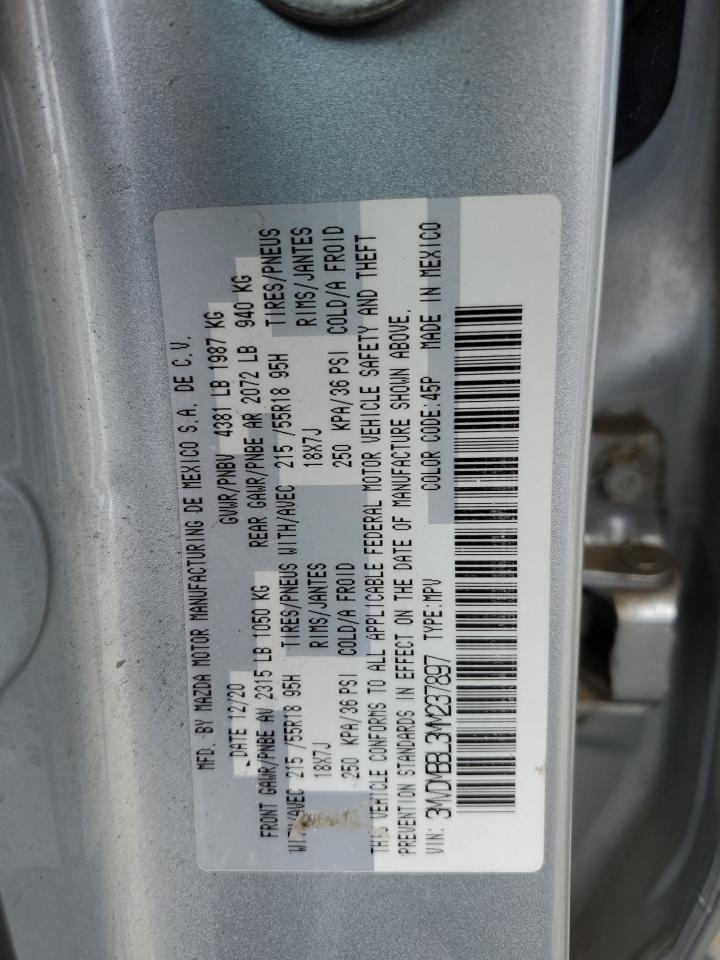 MFD. BY MAZDA MOTOR MANUFACTURING DE MEXICO S.A. DE C.V.
DATE 12/20 GVWR/PNBV 4381 LB 1987 KG
FRONT GAWR/PNBE AV 2315 LB 1050 KG REAR GAWR/PNBE AR 2072 LB 940 KG
WITH/AVEC 215 /55R18 95H TIRES/PNEUS WITH/AVEC 215 /55R18 95H TIRES/PNEUS
18X7J RIMS/JANTES 18X7J RIMS/JANTES
250 KPA/36 PSI COLD/A FROID 250 KPA/36 PSI COLD/A FROID
THIS VEHICLE CONFORMS TO ALL APPLICABLE FEDERAL MOTOR VEHICLE SAFETY AND THEFT
PREVENTION STANDARDS IN EFFECT ON THE DATE OF MANUFACTURE SHOWN ABOVE.
VIN: 3MVDMBBL3MM237897 TYPE:MPV COLOR CODE:45P MADE IN MEXICO